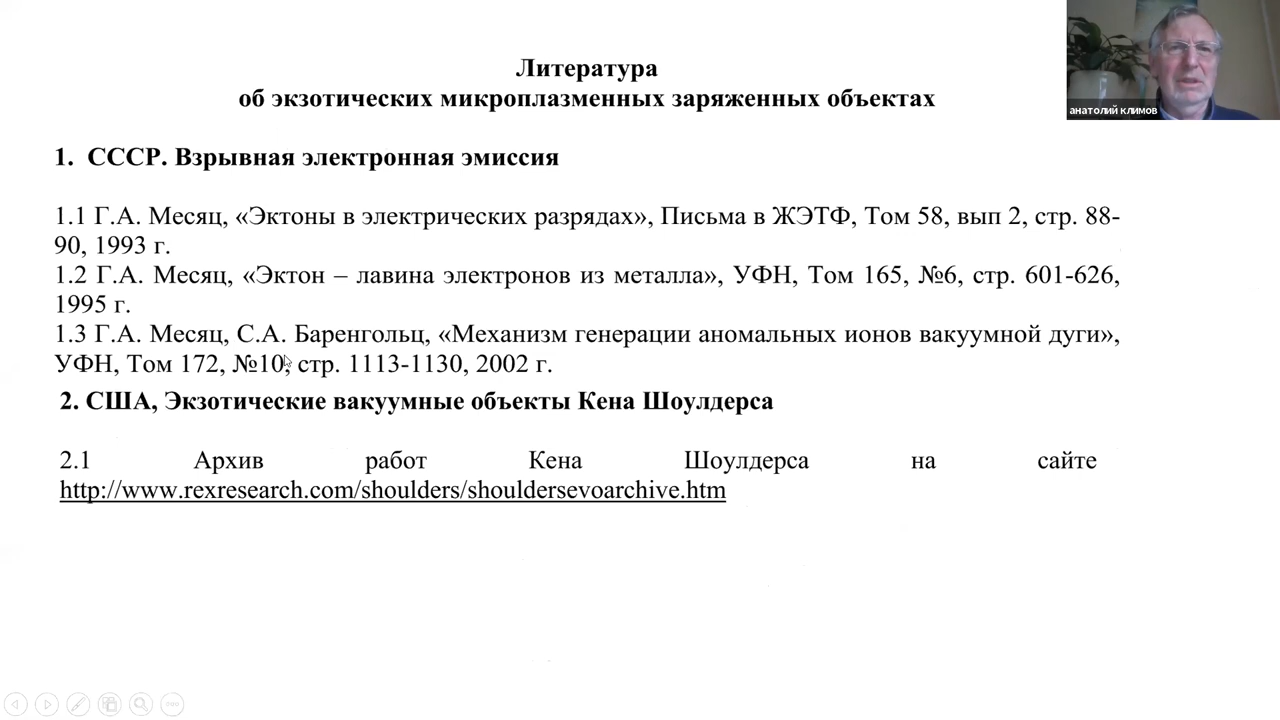 Литература
об экзотических микроплазменных заряженных объектах
анатолий климов
1. СССР. Взрывная электронная эмиссия
1.1 Г.А. Месяц, «Эктоны в электрических разрядах», Письма в ЖЭТФ, Том 58, вып 2, стр. 88-
90, 1993 г.
1.2 Г.А. Месяц, «Эктон – лавина электронов из металла», УФН, Том 165, №6, стр. 601-626,
1995 г.
1.3 Г.А. Месяц, С.А. Баренгольц, «Механизм генерации аномальных ионов вакуумной дуги»,
УФН, Том 172, №10, стр. 1113-1130, 2002 г.
2. США, Экзотические вакуумные объекты Кена Шоулдерса
2.1 Архив работ Кена Шоулдерса на сайте
http://www.rexresearch.com/shoulders/shouldersevoarchive.htm